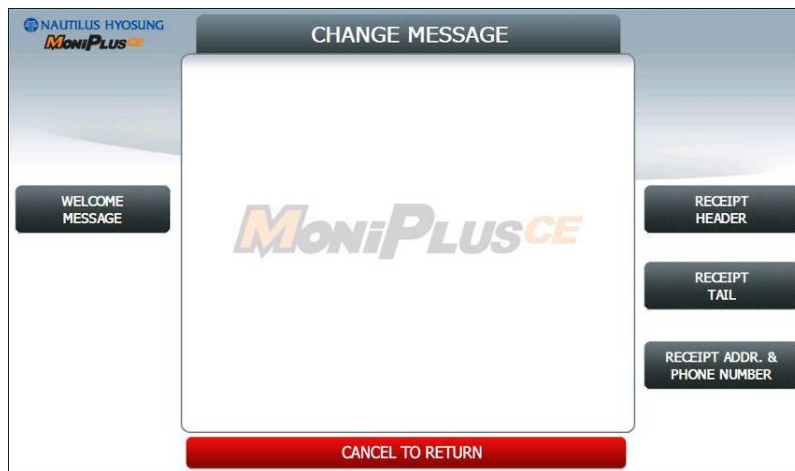 NAUTILUS HYOSUNG
MoniPlusCE
CHANGE MESSAGE
WELCOME
MESSAGE
MoniPlusCE
RECEIPT
HEADER
RECEIPT
TAIL
RECEIPT ADDR. &
PHONE NUMBER
CANCEL TO RETURN